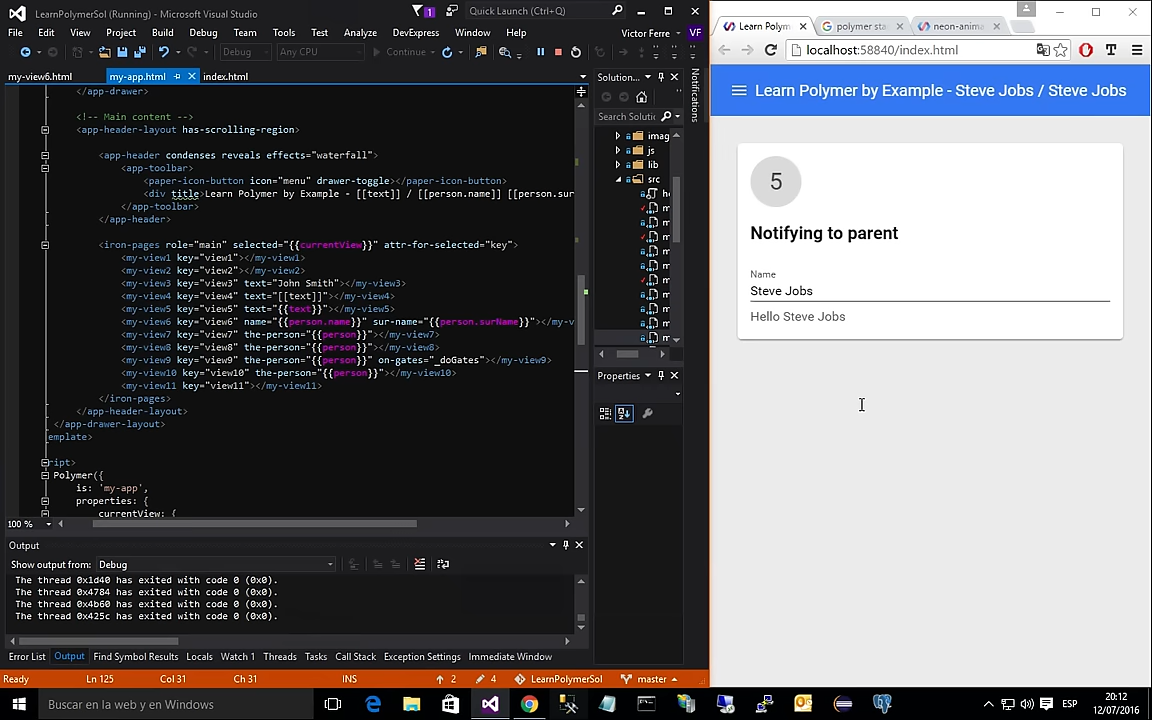 LearnPolymerSol (Running) - Microsoft Visual Studio
1
Quick Launch (Ctrl+Q)
File Edit View Project Build Debug Team Tools Test Analyze DevExpress Window Help Victor Ferre VF
Debug Any CPU Continue
my-view6.html my-app.html index.html
</app-drawer>
<!-- Main content -->
<app-header-layout has-scrolling-region>
<app-header condenses reveals effects="waterfall">
<app-toolbar>
<paper-icon-button icon="menu" drawer-toggle></paper-icon-button>
<div title>Learn Polymer by Example - [[text]] / [[person.name]] [[person.sur
</app-toolbar>
</app-header>
<iron-pages role="main" selected="{{currentView}}" attr-for-selected="key">
<my-view1 key="view1"></my-view1>
<my-view2 key="view2"></my-view2>
<my-view3 key="view3" text="John Smith"></my-view3>
<my-view4 key="view4" text="[[text]]"></my-view4>
<my-view5 key="view5" text="{{text}}"></my-view5>
<my-view6 key="view6" name="{{person.name}}" sur-name="{{person.surName}}"></my-v
<my-view7 key="view7" the-person="{{person}}"></my-view7>
<my-view8 key="view8" the-person="{{person}}"></my-view8>
<my-view9 key="view9" the-person="{{person}}" on-gates="_doGates"></my-view9>
<my-view10 key="view10" the-person="{{person}}"></my-view10>
<my-view11 key="view11"></my-view11>
</iron-pages>
</app-header-layout>
</app-drawer-layout>
emplate>
ript>
Polymer({
is: 'my-app',
properties: {
currentView: {
100 %
Output
Show output from: Debug
The thread 0x1d40 has exited with code 0 (0x0).
The thread 0x4784 has exited with code 0 (0x0).
The thread 0x4b60 has exited with code 0 (0x0).
The thread 0x425c has exited with code 0 (0x0).
Error List Output Find Symbol Results Locals Watch 1 Threads Tasks Call Stack Exception Settings Immediate Window
Ready Ln 125 Col 31 Ch 31 INS 2 4 LearnPolymerSol master
Solution...
Search Soluti
imag
js
lib
src
Properties
Notifications
Learn Polym
polymer sta
neon-anima
localhost:58840/index.html
Learn Polymer by Example - Steve Jobs / Steve Jobs
5
Notifying to parent
Name
Steve Jobs
Hello Steve Jobs
Buscar en la web y en Windows
ESP
20:12
12/07/2016